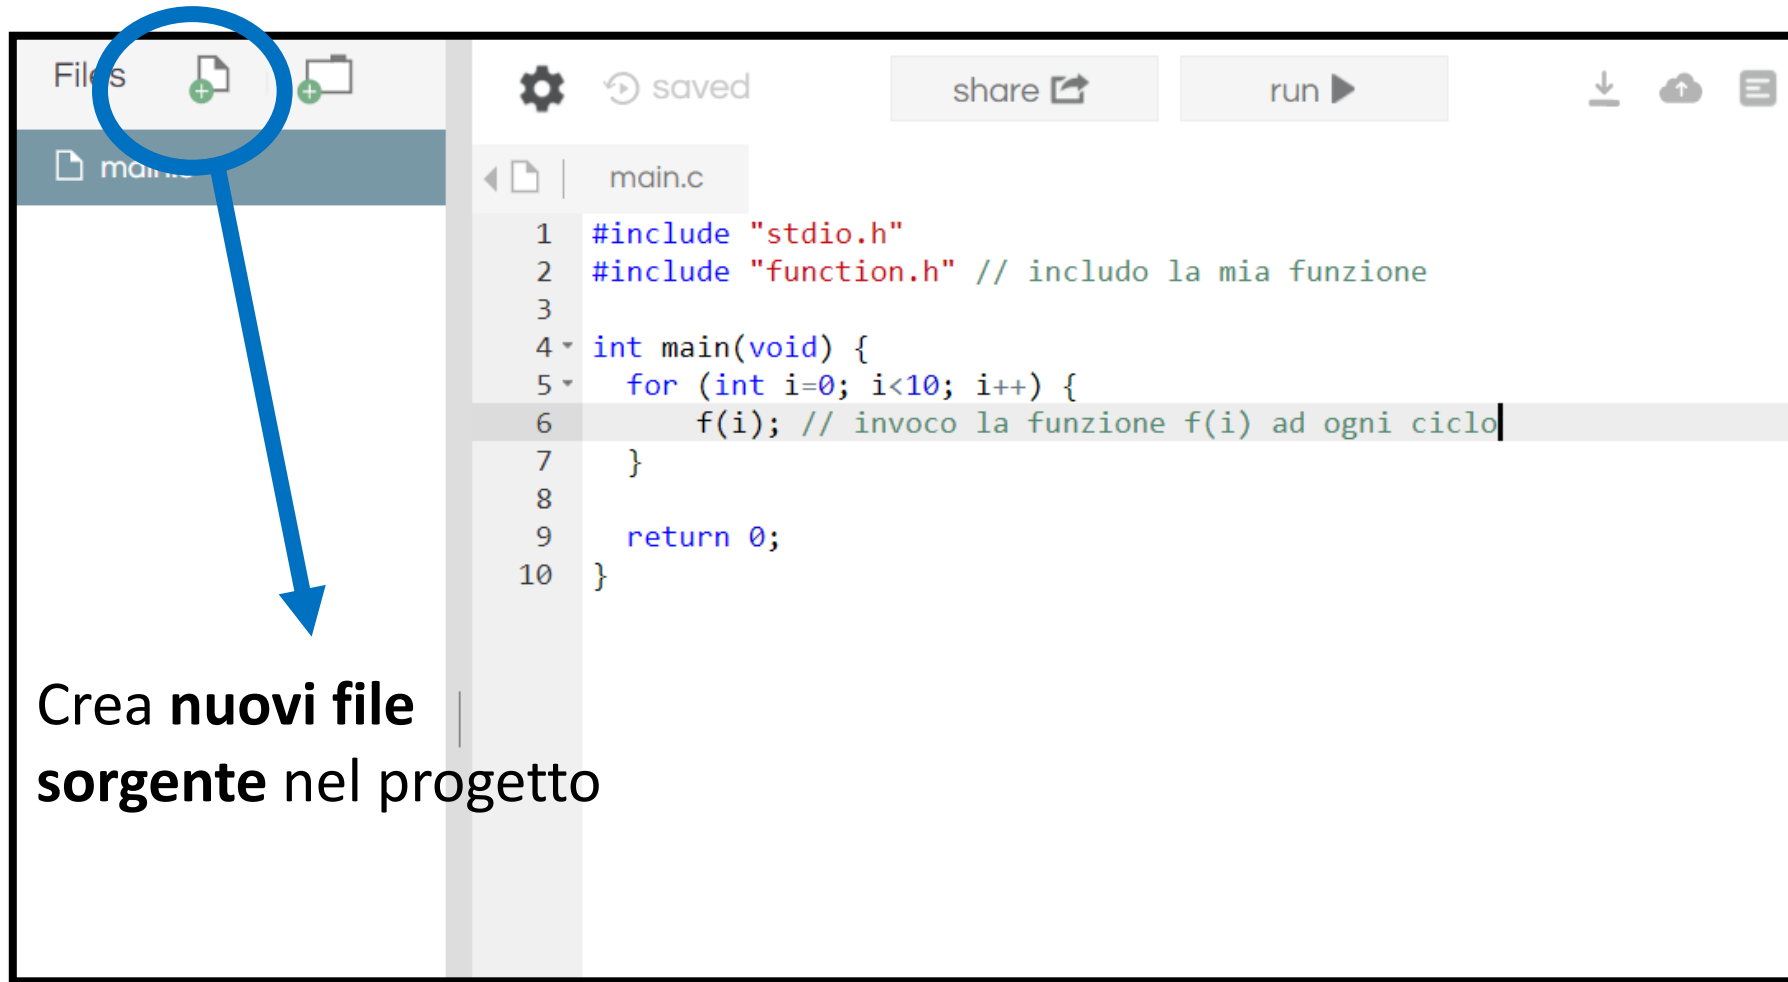 Files
saved
share
run
main.c
main.c
1 #include "stdio.h"
2 #include "function.h" // includo la mia funzione
3
4 int main(void) {
5 for (int i=0; i<10; i++) {
6 f(i); // invoco la funzione f(i) ad ogni ciclo
7 }
8
9 return 0;
10 }
Crea nuovi file
sorgente nel progetto